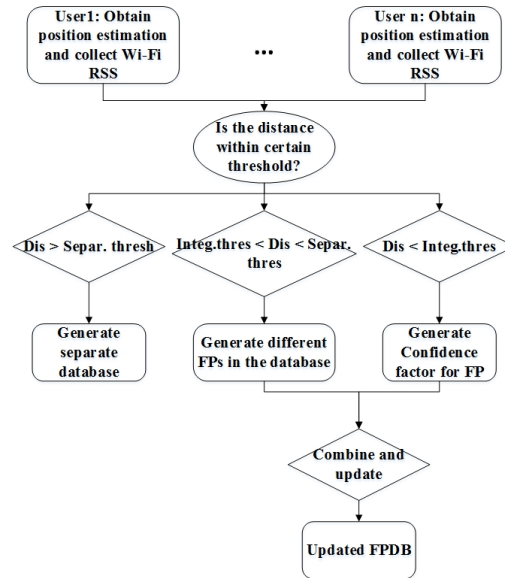 User1: Obtain
position estimation
and collect Wi-Fi
RSS
...
User n: Obtain
position estimation
and collect Wi-Fi
RSS
Is the distance
within certain
threshold?
Dis > Separ. thresh
Integ.thres < Dis < Separ.
thres
Dis < Integ.thres
Generate
separate
database
Generate different
FPs in the database
Generate
Confidence
factor for FP
Combine and
update
Updated FPDB